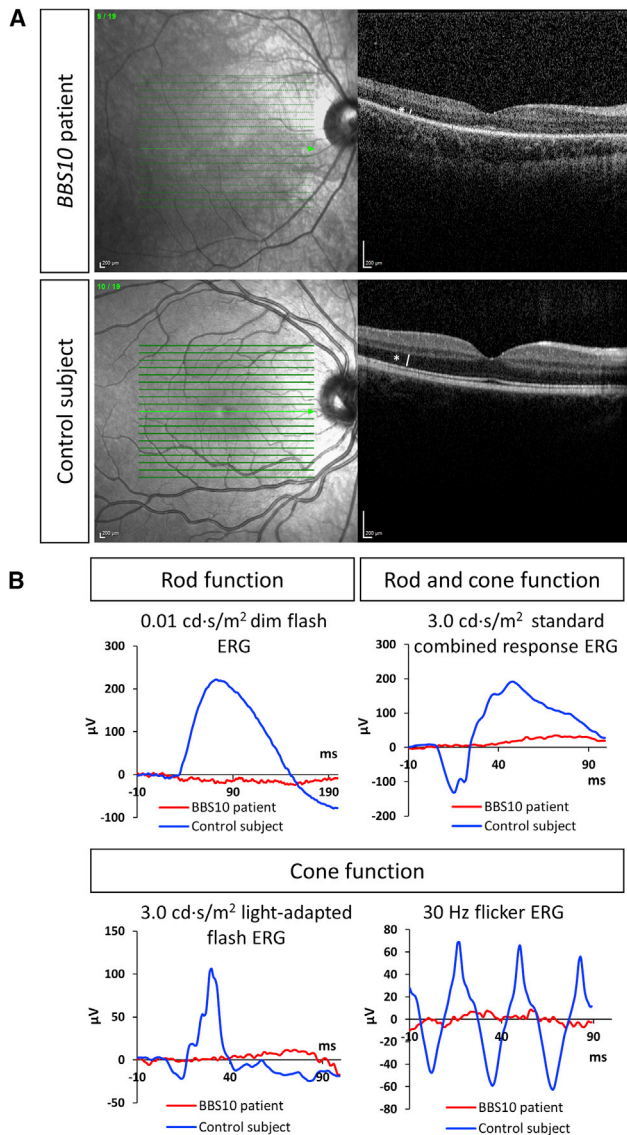 A
BBS10 patient
9 / 19
200 µm
200 µm
Control subject
10 / 19
200 µm
200 µm
*
*
B
Rod function
Rod and cone function
0.01 cd·s/m² dim flash
ERG
3.0 cd·s/m² standard
combined response ERG
300
200
100
0
-100
µV
ms
-10
90
190
BBS10 patient
Control subject
300
200
100
0
-100
-200
µV
-10
40
90
ms
BBS10 patient
Control subject
Cone function
3.0 cd·s/m² light-adapted
flash ERG
30 Hz flicker ERG
150
100
50
0
-50
µV
ms
-10
40
90
BBS10 patient
Control subject
80
60
40
20
0
-20
-40
-60
-80
µV
-10
40
90
ms
BBS10 patient
Control subject